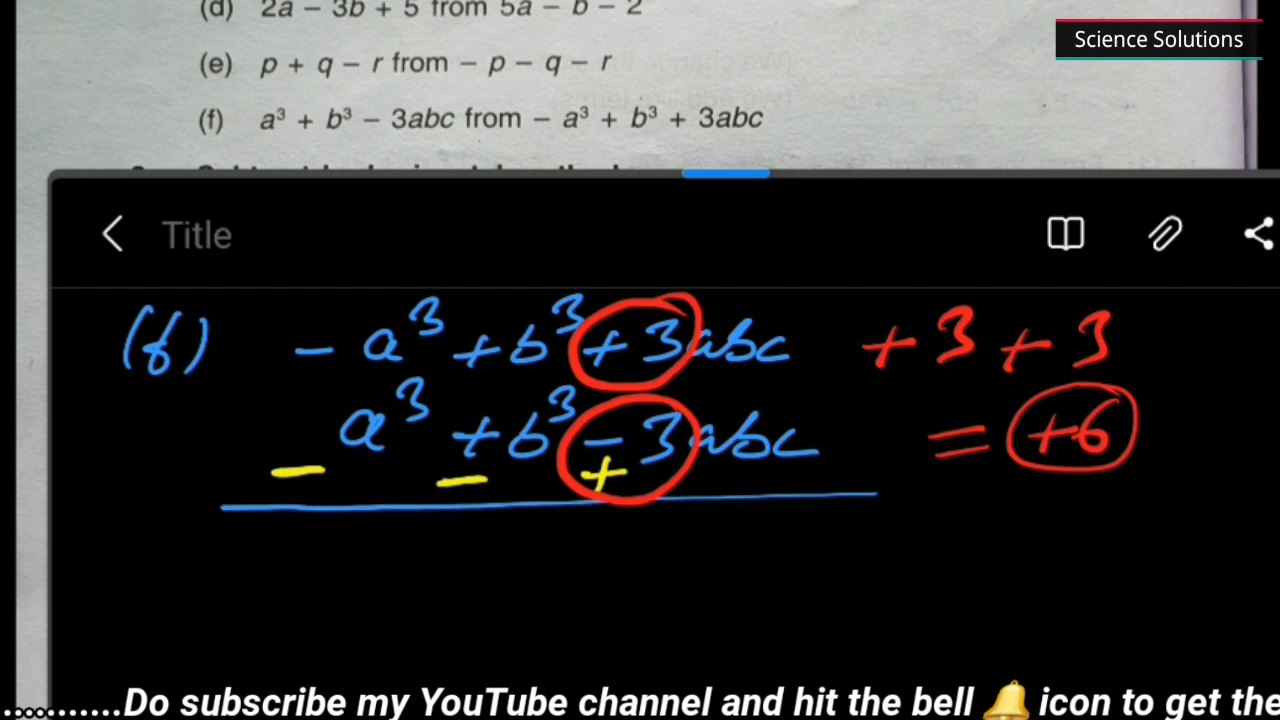 (d) 2a − 3b + 5 from 5a − b − 2
Science Solutions
(e) p + q − r from − p − q − r
(f) a³ + b³ − 3abc from − a³ + b³ + 3abc
Title
(f) − a³ + b³ + 3abc + 3 + 3
a³ + b³ − 3abc = +6
− − +
...........Do subscribe my YouTube channel and hit the bell 🔔 icon to get the